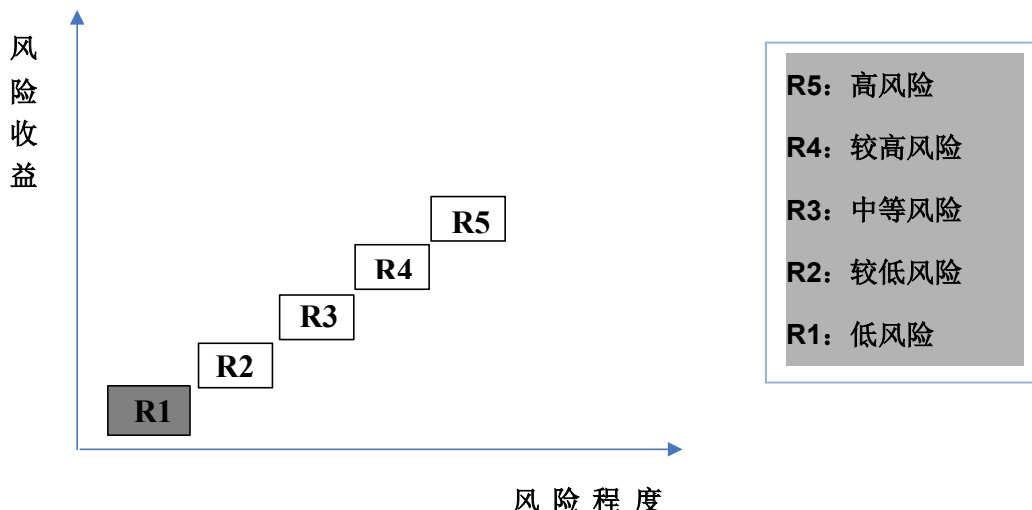 风
险
收
益
R5：高风险
R4：较高风险
R3：中等风险
R2：较低风险
R1：低风险
R5
R4
R3
R2
R1
风 险 程 度